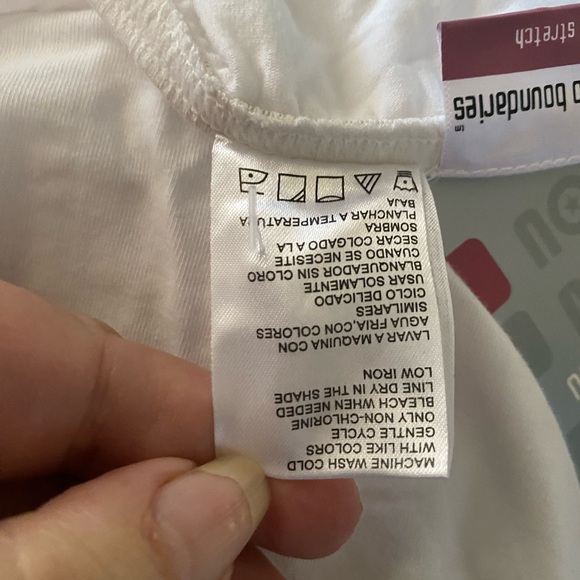 MACHINE WASH COLD
WITH LIKE COLORS
GENTLE CYCLE
ONLY NON-CHLORINE
BLEACH WHEN NEEDED
LINE DRY IN THE SHADE
LOW IRON
LAVAR A MAQUINA CON
AGUA FRIA,CON COLORES
SIMILARES
CICLO DELICADO
USAR SOLAMENTE
BLANQUEADOR SIN CLORO
CUANDO SE NECESITE
SECAR COLGADO A LA
SOMBRA
PLANCHAR A TEMPERATURA
BAJA
boundaries™
stretch